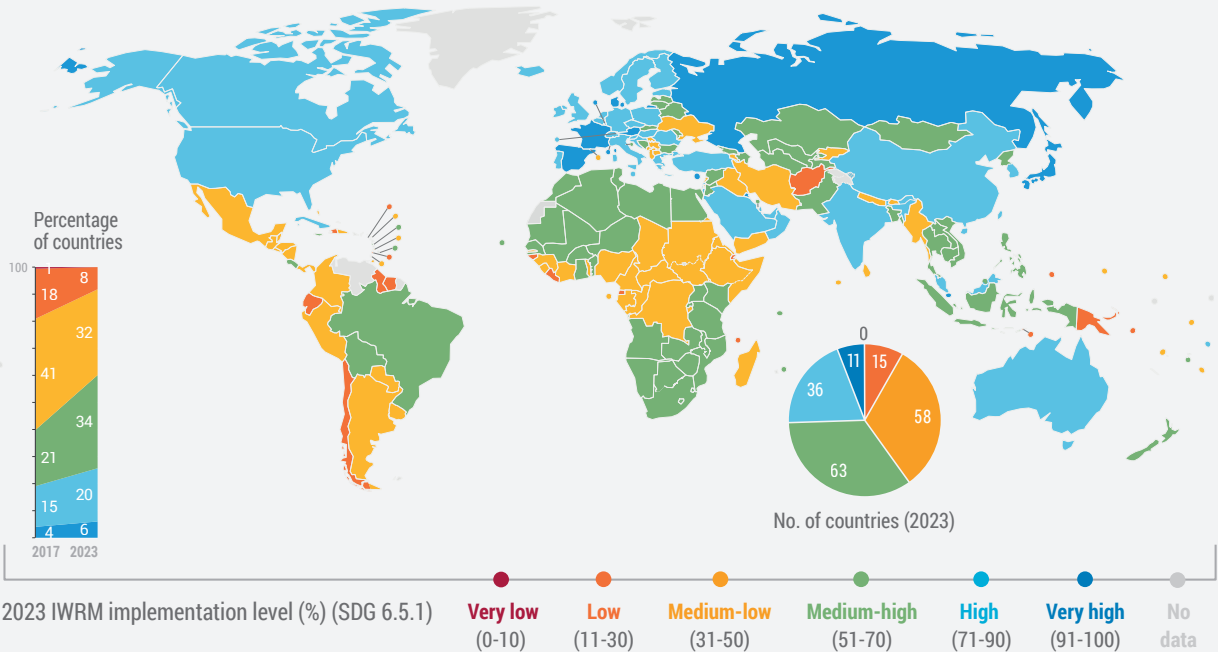 Percentage
of countries
100
1
8
18
32
41
34
21
20
15
4
6
2017
2023
0
11
15
36
58
63
No. of countries (2023)
2023 IWRM implementation level (%) (SDG 6.5.1)
Very low
(0-10)
Low
(11-30)
Medium-low
(31-50)
Medium-high
(51-70)
High
(71-90)
Very high
(91-100)
No
data